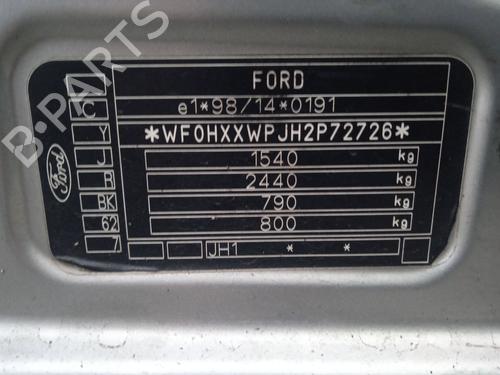 FORD
C
e1*98/14*0191
Y
*WF0HXXWPJH2P72726*
J
1540 kg
B
2440 kg
BK
790 kg
62
800 kg
7
JH1 * *
Ford
B-PARTS